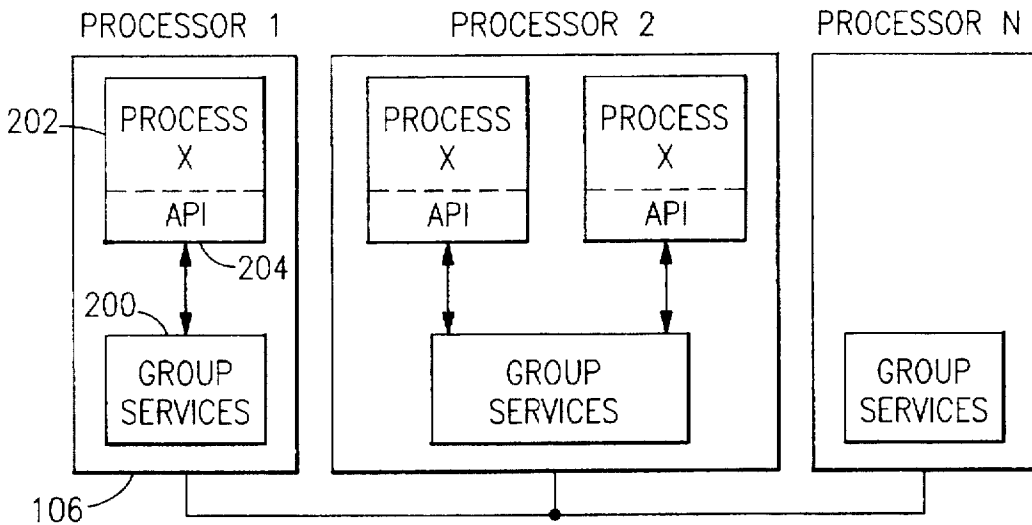 PROCESSOR 1
PROCESSOR 2
PROCESSOR N
202
PROCESS
X
API
204
200
GROUP
SERVICES
106
PROCESS
X
API
PROCESS
X
API
GROUP
SERVICES
GROUP
SERVICES